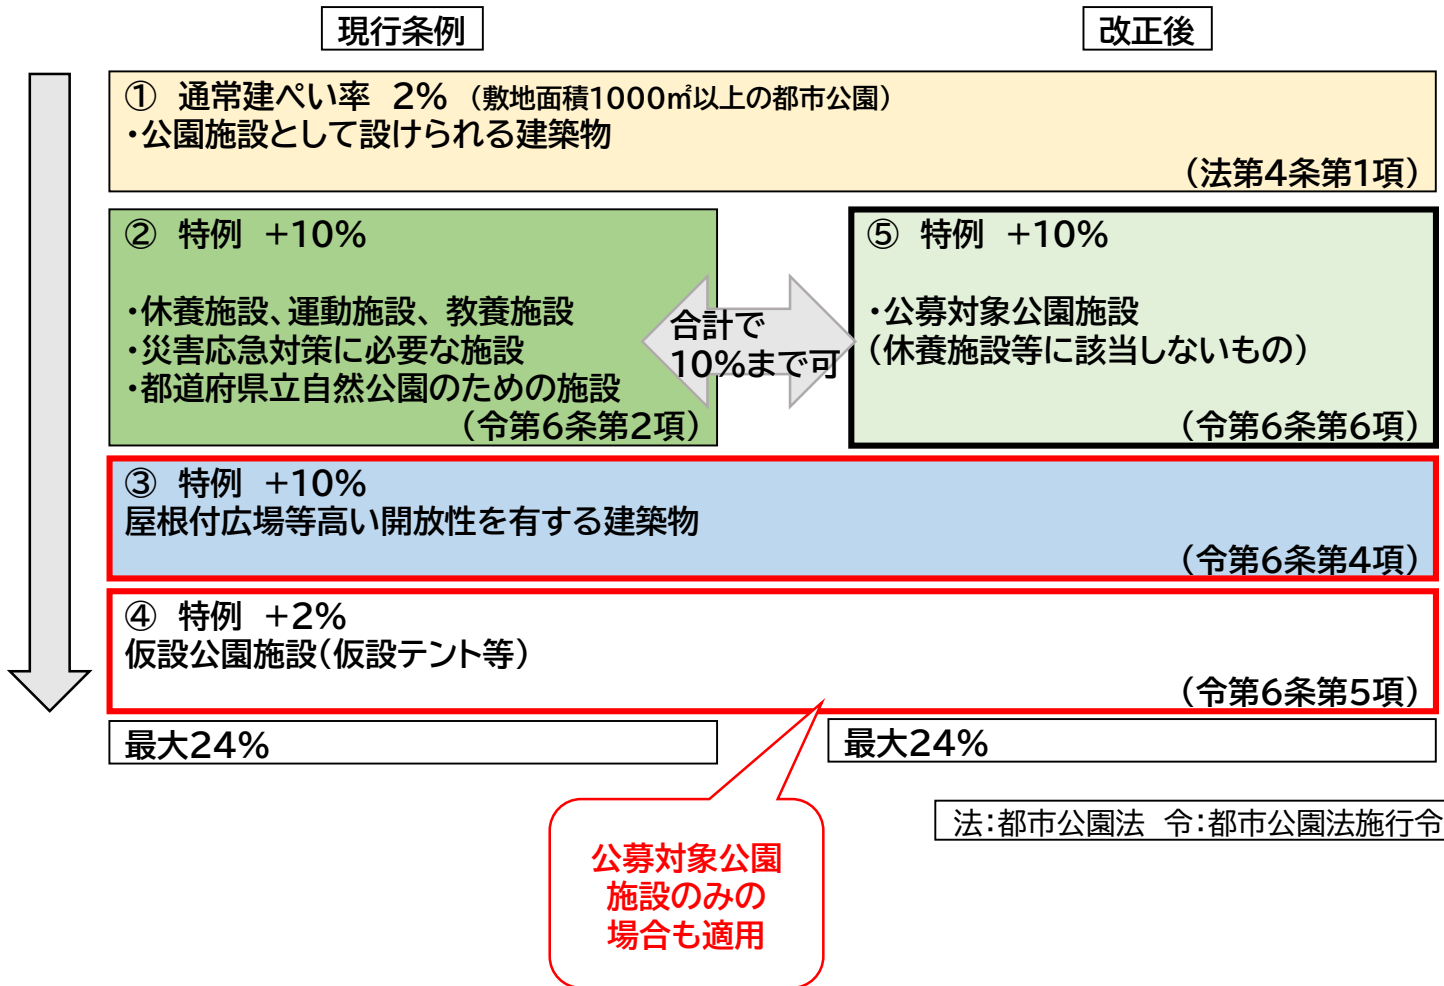 現行条例
改正後
① 通常建ぺい率 2% （敷地面積1000㎡以上の都市公園）
・公園施設として設けられる建築物
（法第4条第1項）
② 特例 +10%
・休養施設、運動施設、教養施設
・災害応急対策に必要な施設
・都道府県立自然公園のための施設
（令第6条第2項）
合計で
10%まで可
⑤ 特例 +10%
・公募対象公園施設
（休養施設等に該当しないもの）
（令第6条第6項）
③ 特例 +10%
屋根付広場等高い開放性を有する建築物
（令第6条第4項）
④ 特例 +2%
仮設公園施設（仮設テント等）
（令第6条第5項）
最大24%
最大24%
公募対象公園
施設のみの
場合も適用
法：都市公園法 令：都市公園法施行令